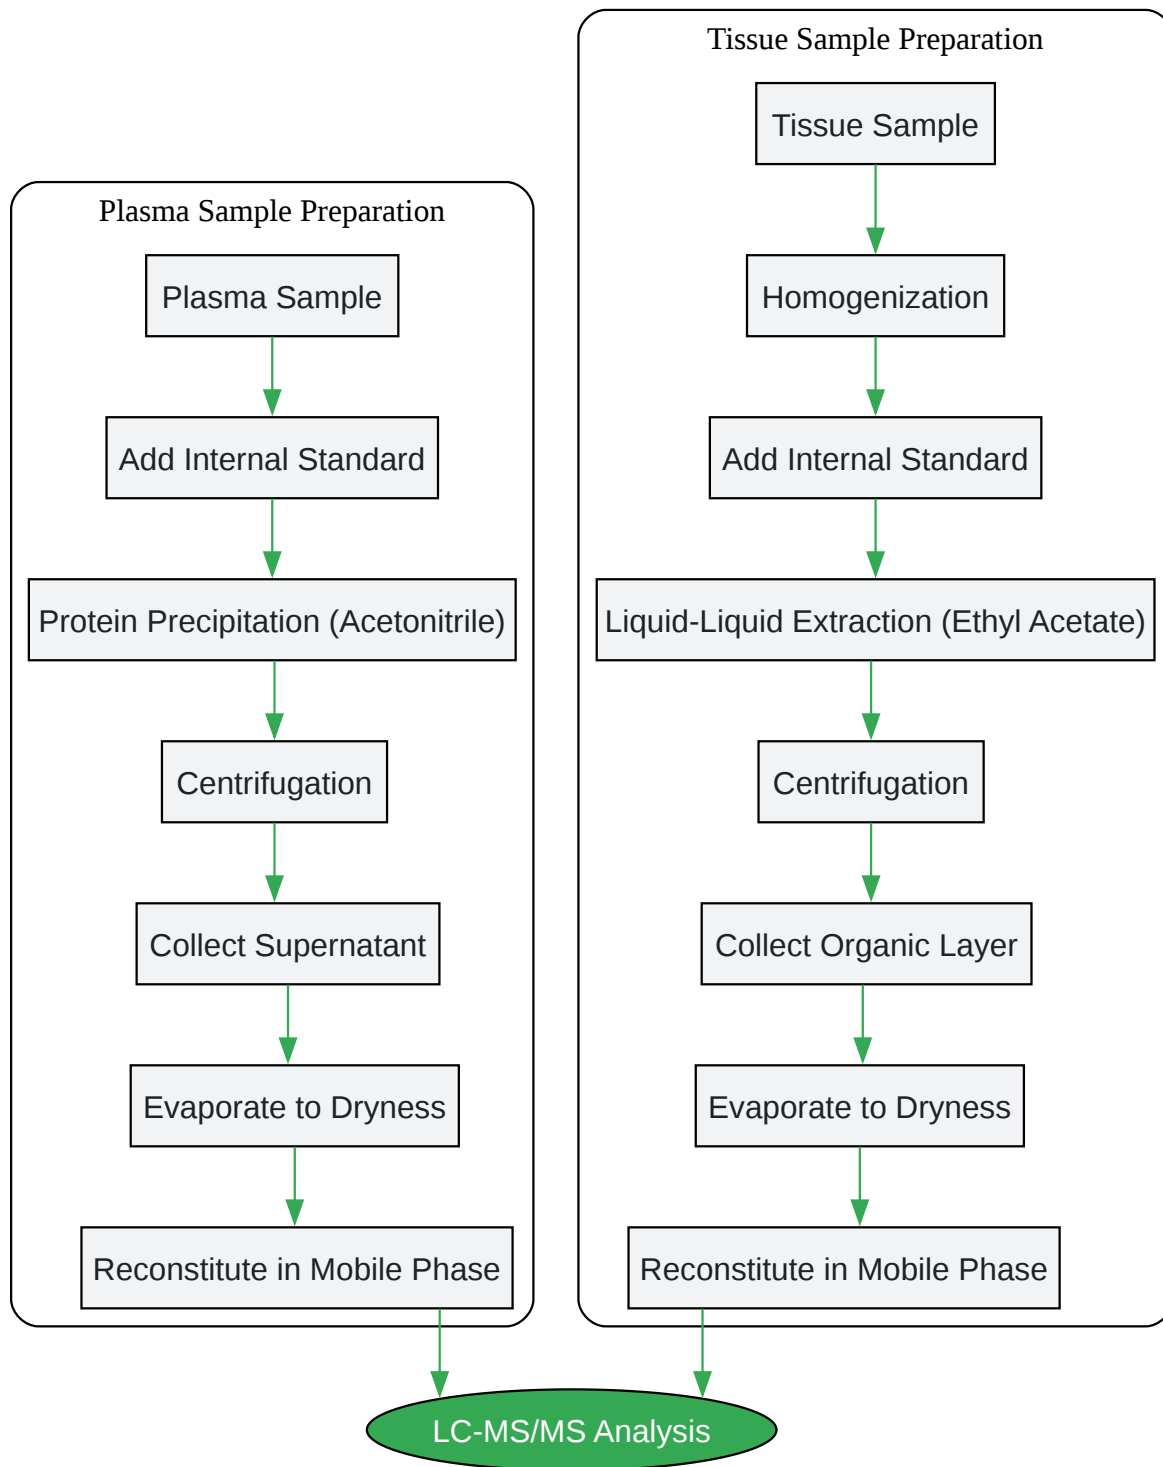 Plasma Sample Preparation
Plasma Sample
Add Internal Standard
Protein Precipitation (Acetonitrile)
Centrifugation
Collect Supernatant
Evaporate to Dryness
Reconstitute in Mobile Phase
Tissue Sample Preparation
Tissue Sample
Homogenization
Add Internal Standard
Liquid-Liquid Extraction (Ethyl Acetate)
Centrifugation
Collect Organic Layer
Evaporate to Dryness
Reconstitute in Mobile Phase
LC-MS/MS Analysis